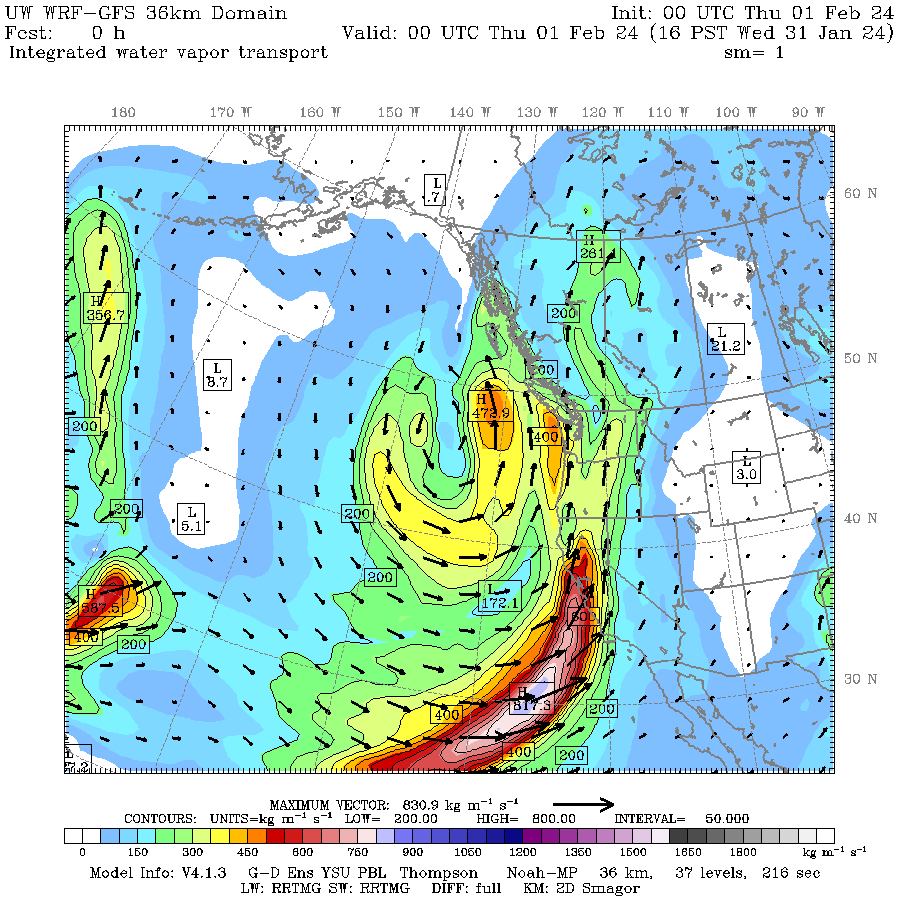 UW WRF-GFS 36km Domain Init: 00 UTC Thu 01 Feb 24
Fcst: 0 h Valid: 00 UTC Thu 01 Feb 24 (16 PST Wed 31 Jan 24)
Integrated water vapor transport sm= 1
180 170 W 160 W 150 W 140 W 130 W 120 W 110 W 100 W 90 W
L
.7
60 N
H
281
H
356.7
200
L
21.2
50 N
L
8.7
200
H
472.9
200
400
L
3.0
200
200
L
5.1
200
40 N
200
H
587.5
L
172.1
400
200
30 N
H
817.3
200
400
400
200
L
MAXIMUM VECTOR: 830.9 kg m⁻¹ s⁻¹
CONTOURS: UNITS=kg m⁻¹ s⁻¹ LOW= 200.00 HIGH= 800.00 INTERVAL= 50.000
0 150 300 450 600 760 900 1050 1200 1350 1500 1650 1800 kg m⁻¹ s⁻¹
Model Info: V4.1.3 G-D Ens YSU PBL Thompson Noah-MP 36 km, 37 levels, 216 sec
LW: RRTMG SW: RRTMG DIFF: full KM: 2D Smagor